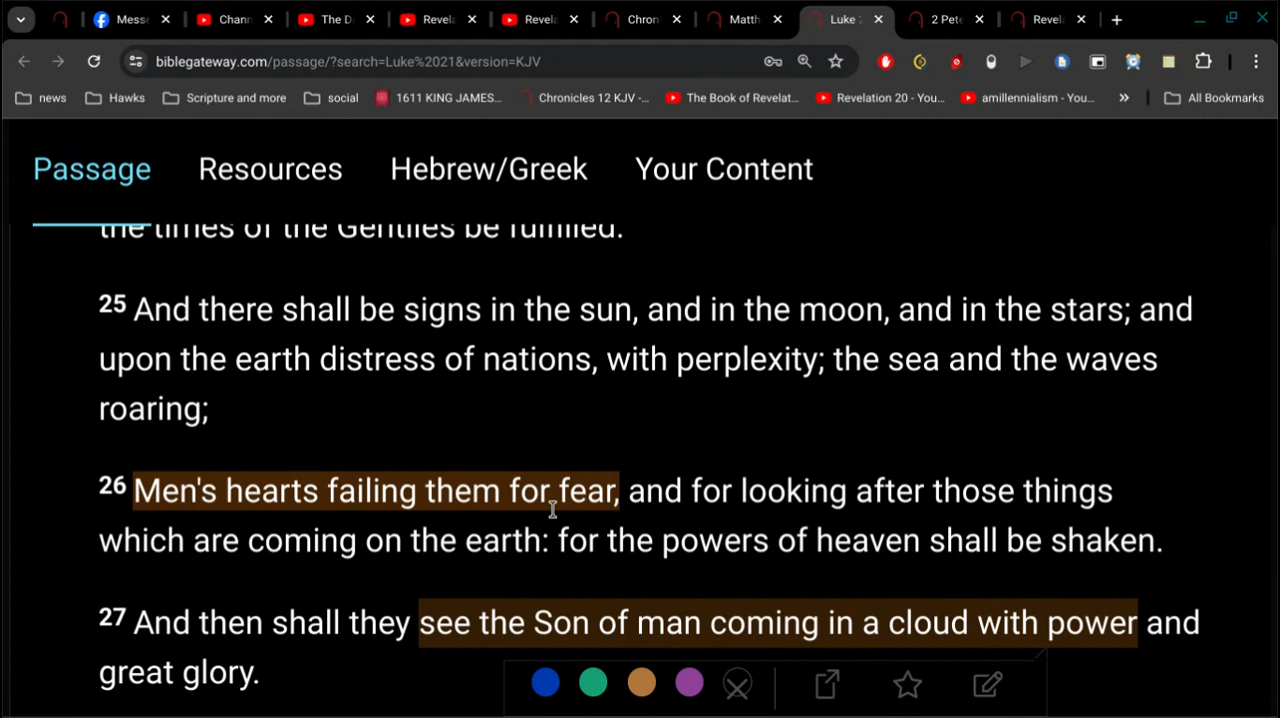 Mess
Chann
The D
Revela
Revela
Chron
Matth
Luke 2
2 Pete
Revel
biblegateway.com/passage/?search=Luke%2021&version=KJV
news
Hawks
Scripture and more
social
1611 KING JAMES...
Chronicles 12 KJV -...
The Book of Revelat...
Revelation 20 - You...
amillennialism - You...
»
All Bookmarks
Passage
Resources
Hebrew/Greek
Your Content
the times of the Gentiles be fulfilled.
25 And there shall be signs in the sun, and in the moon, and in the stars; and
upon the earth distress of nations, with perplexity; the sea and the waves
roaring;
26 Men's hearts failing them for fear, and for looking after those things
which are coming on the earth: for the powers of heaven shall be shaken.
27 And then shall they see the Son of man coming in a cloud with power and
great glory.